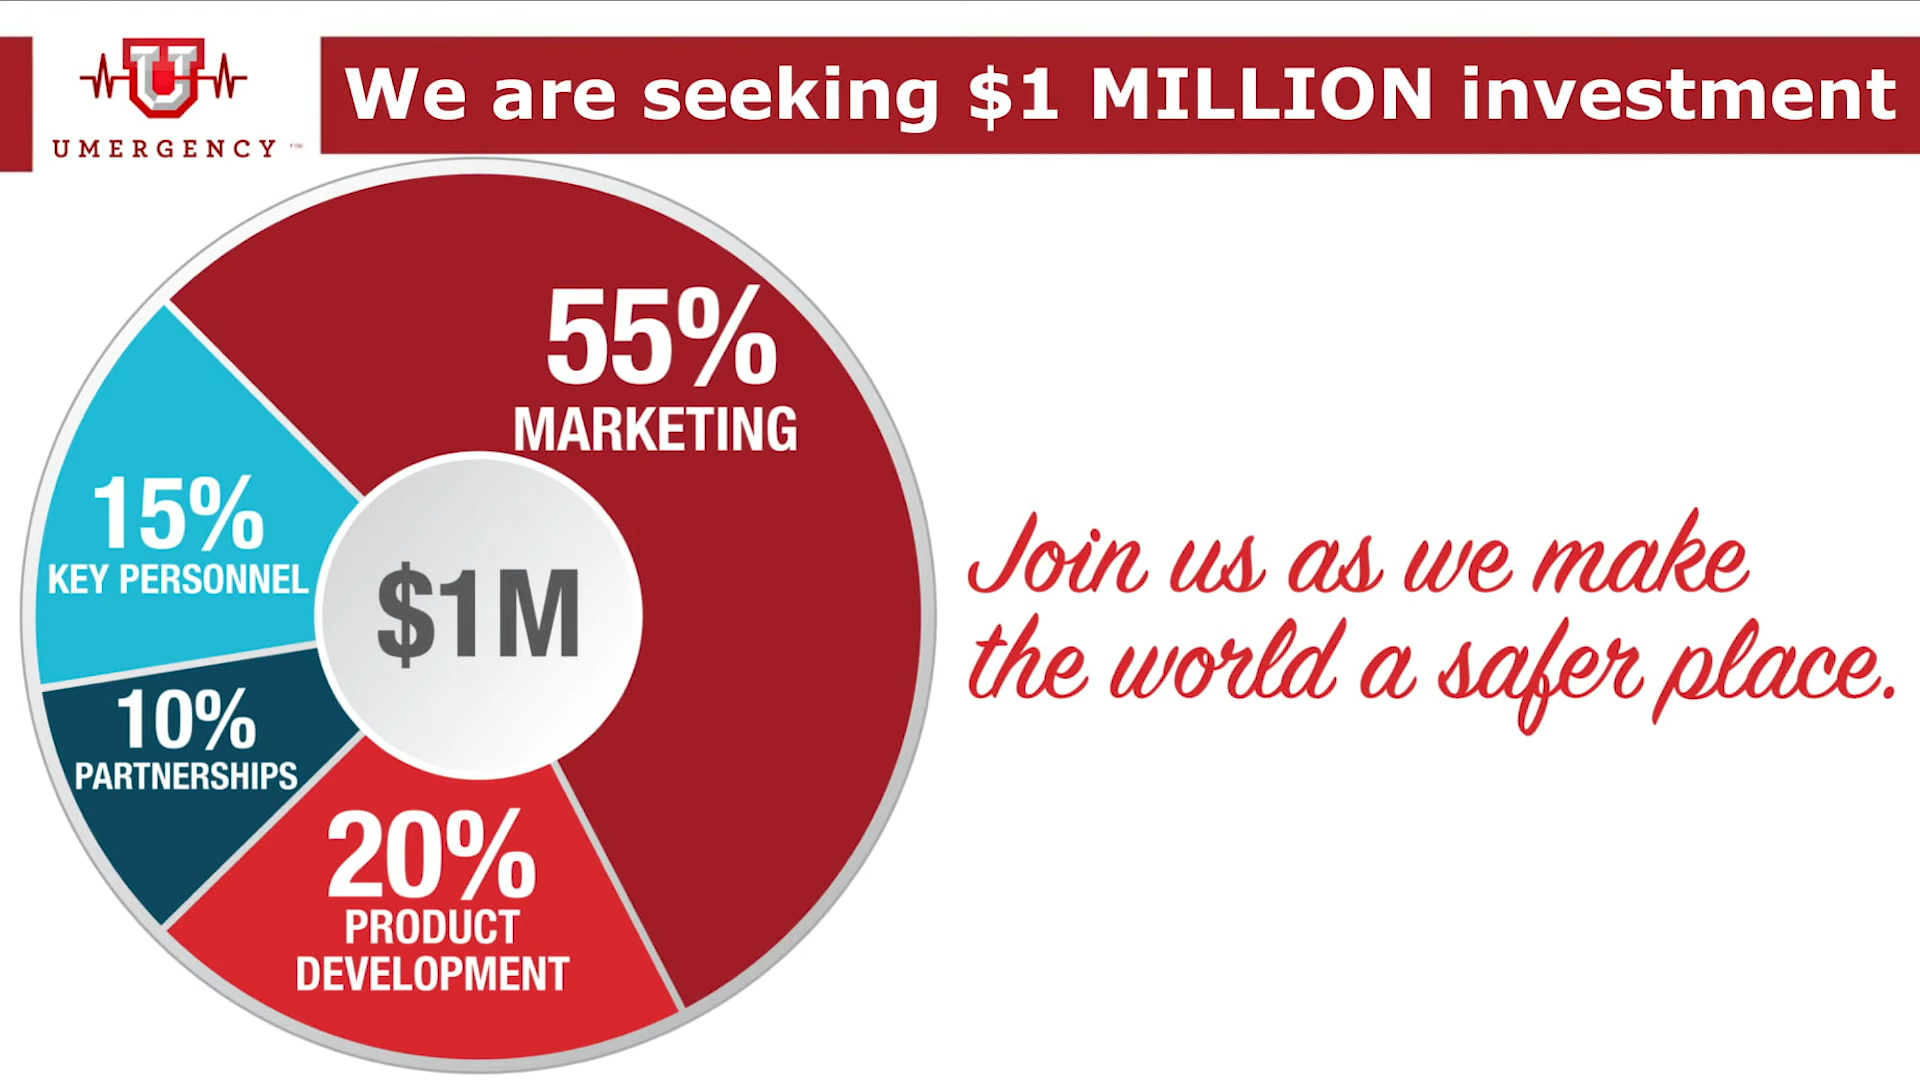 U
UMERGENCY
We are seeking $1 MILLION investment
55%
MARKETING
15%
KEY PERSONNEL
10%
PARTNERSHIPS
20%
PRODUCT
DEVELOPMENT
$1M
Join us as we make
the world a safer place.